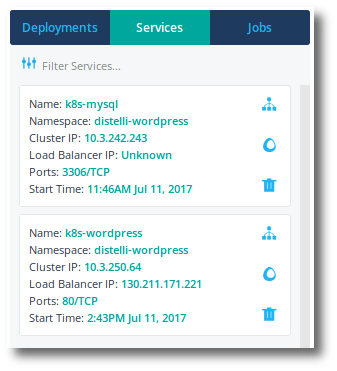 Deployments Services Jobs
Filter Services...
Name: k8s-mysql
Namespace: distelli-wordpress
Cluster IP: 10.3.242.243
Load Balancer IP: Unknown
Ports: 3306/TCP
Start Time: 11:46AM Jul 11, 2017
Name: k8s-wordpress
Namespace: distelli-wordpress
Cluster IP: 10.3.250.64
Load Balancer IP: 130.211.171.221
Ports: 80/TCP
Start Time: 2:43PM Jul 11, 2017